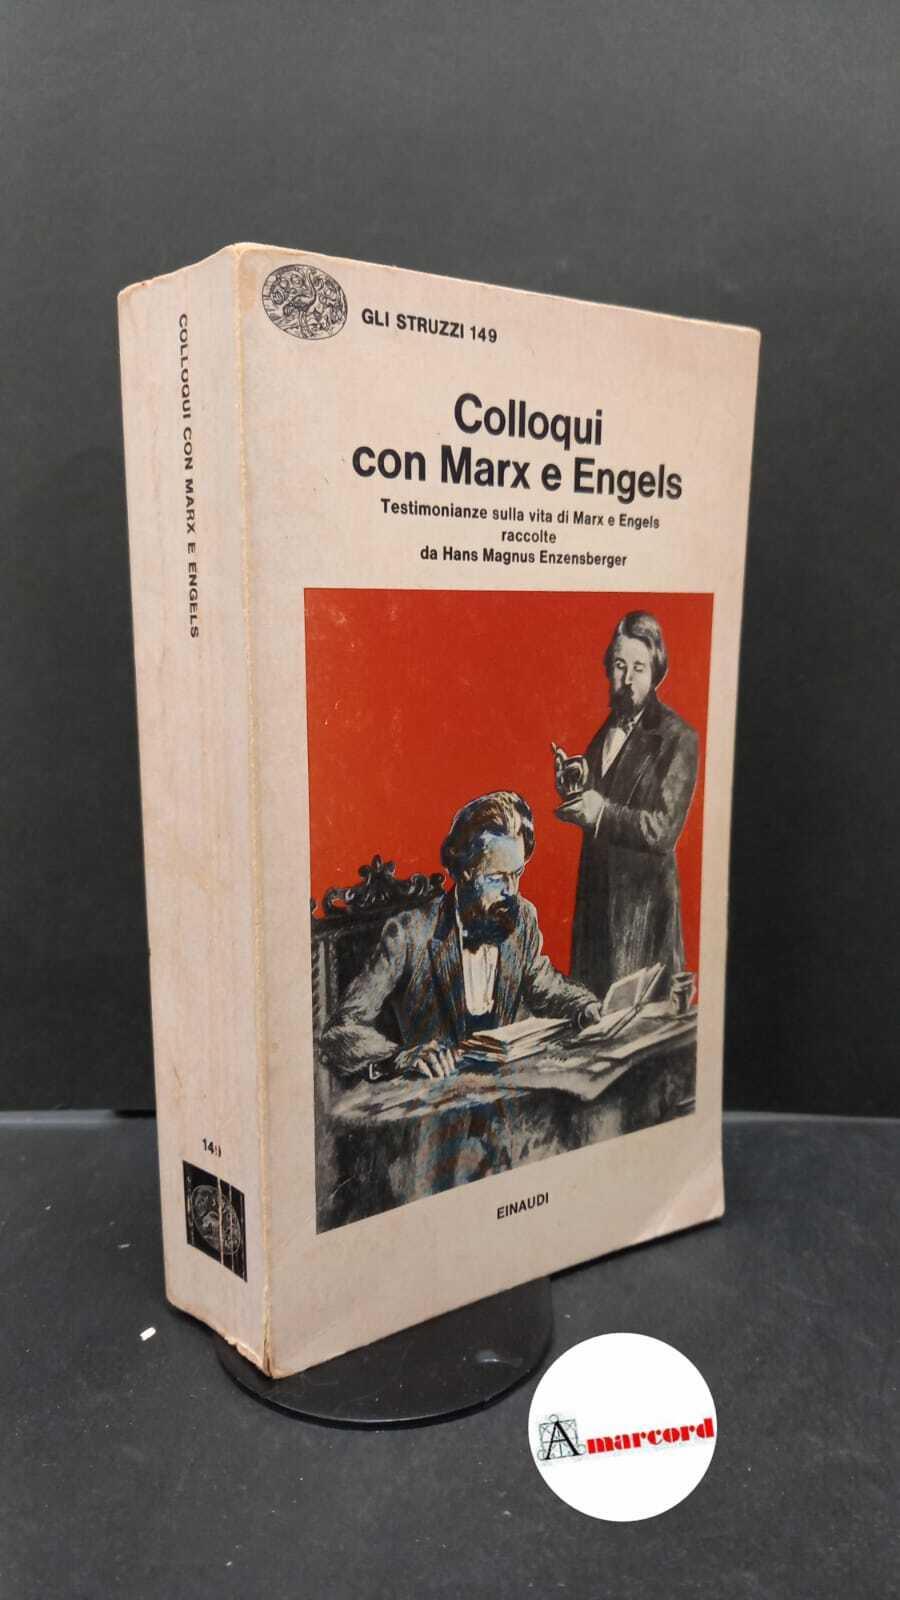 GLI STRUZZI 149
Colloqui
con Marx e Engels
Testimonianze sulla vita di Marx e Engels
raccolte
da Hans Magnus Enzensberger
EINAUDI
COLLOQUI CON MARX E ENGELS
149
Amarcord